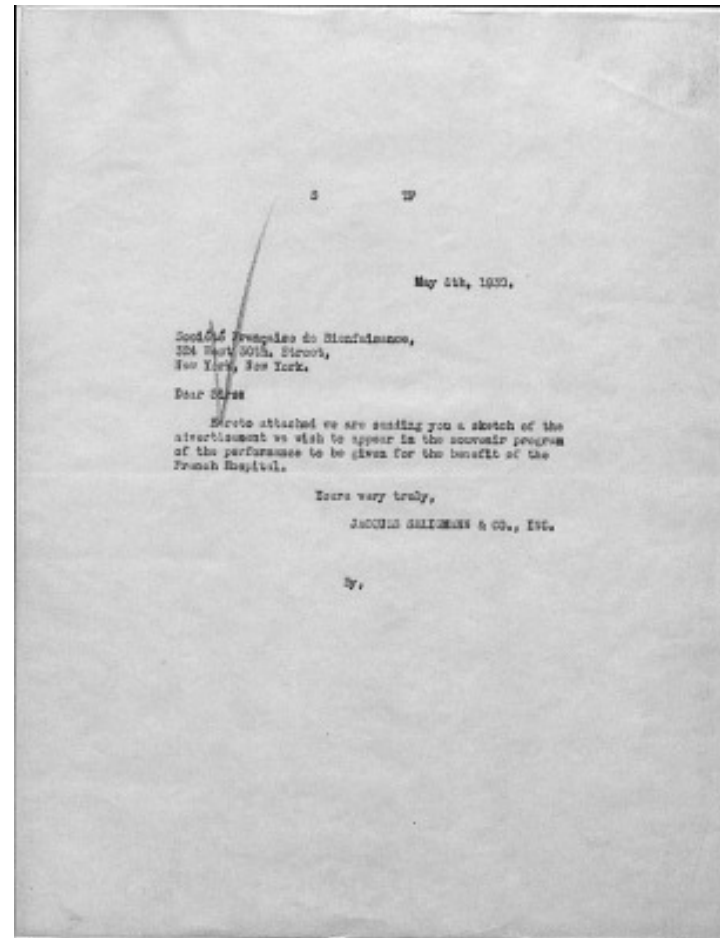 S TP
May 6th, 1930.
Société Française de Bienfaisance,
324 West 30th. Street,
New York, New York.
Dear Sirs:
Hereto attached we are sending you a sketch of the
advertisement we wish to appear in the souvenir program
of the performance to be given for the benefit of the
French Hospital.
Yours very truly,
JACQUES SELIGMANN & CO., INC.
By,